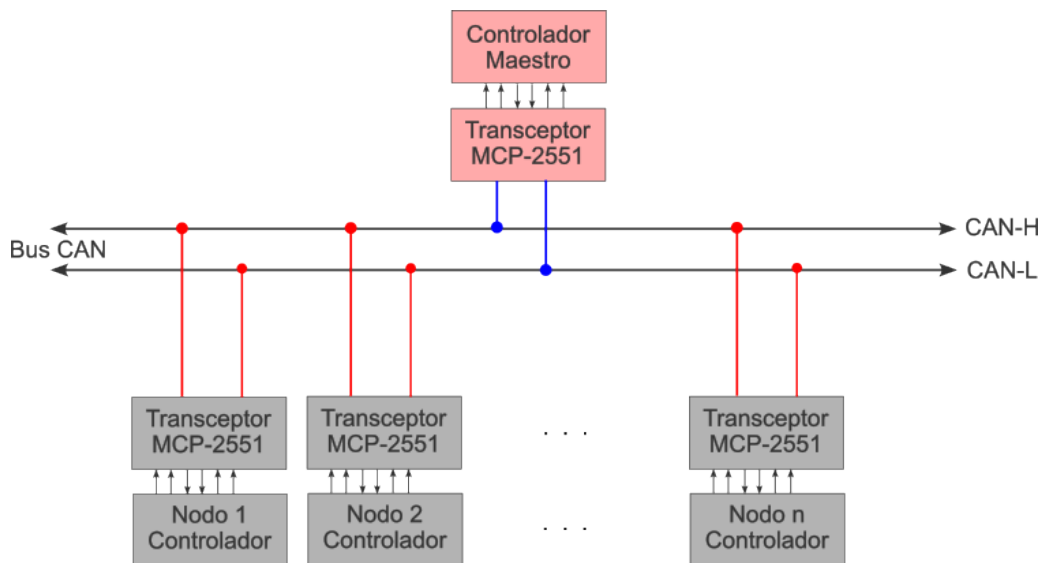 Controlador
Maestro
Transceptor
MCP-2551
CAN-H
Bus CAN
CAN-L
Transceptor
MCP-2551
Transceptor
MCP-2551
. . .
Transceptor
MCP-2551
Nodo 1
Controlador
Nodo 2
Controlador
. . .
Nodo n
Controlador